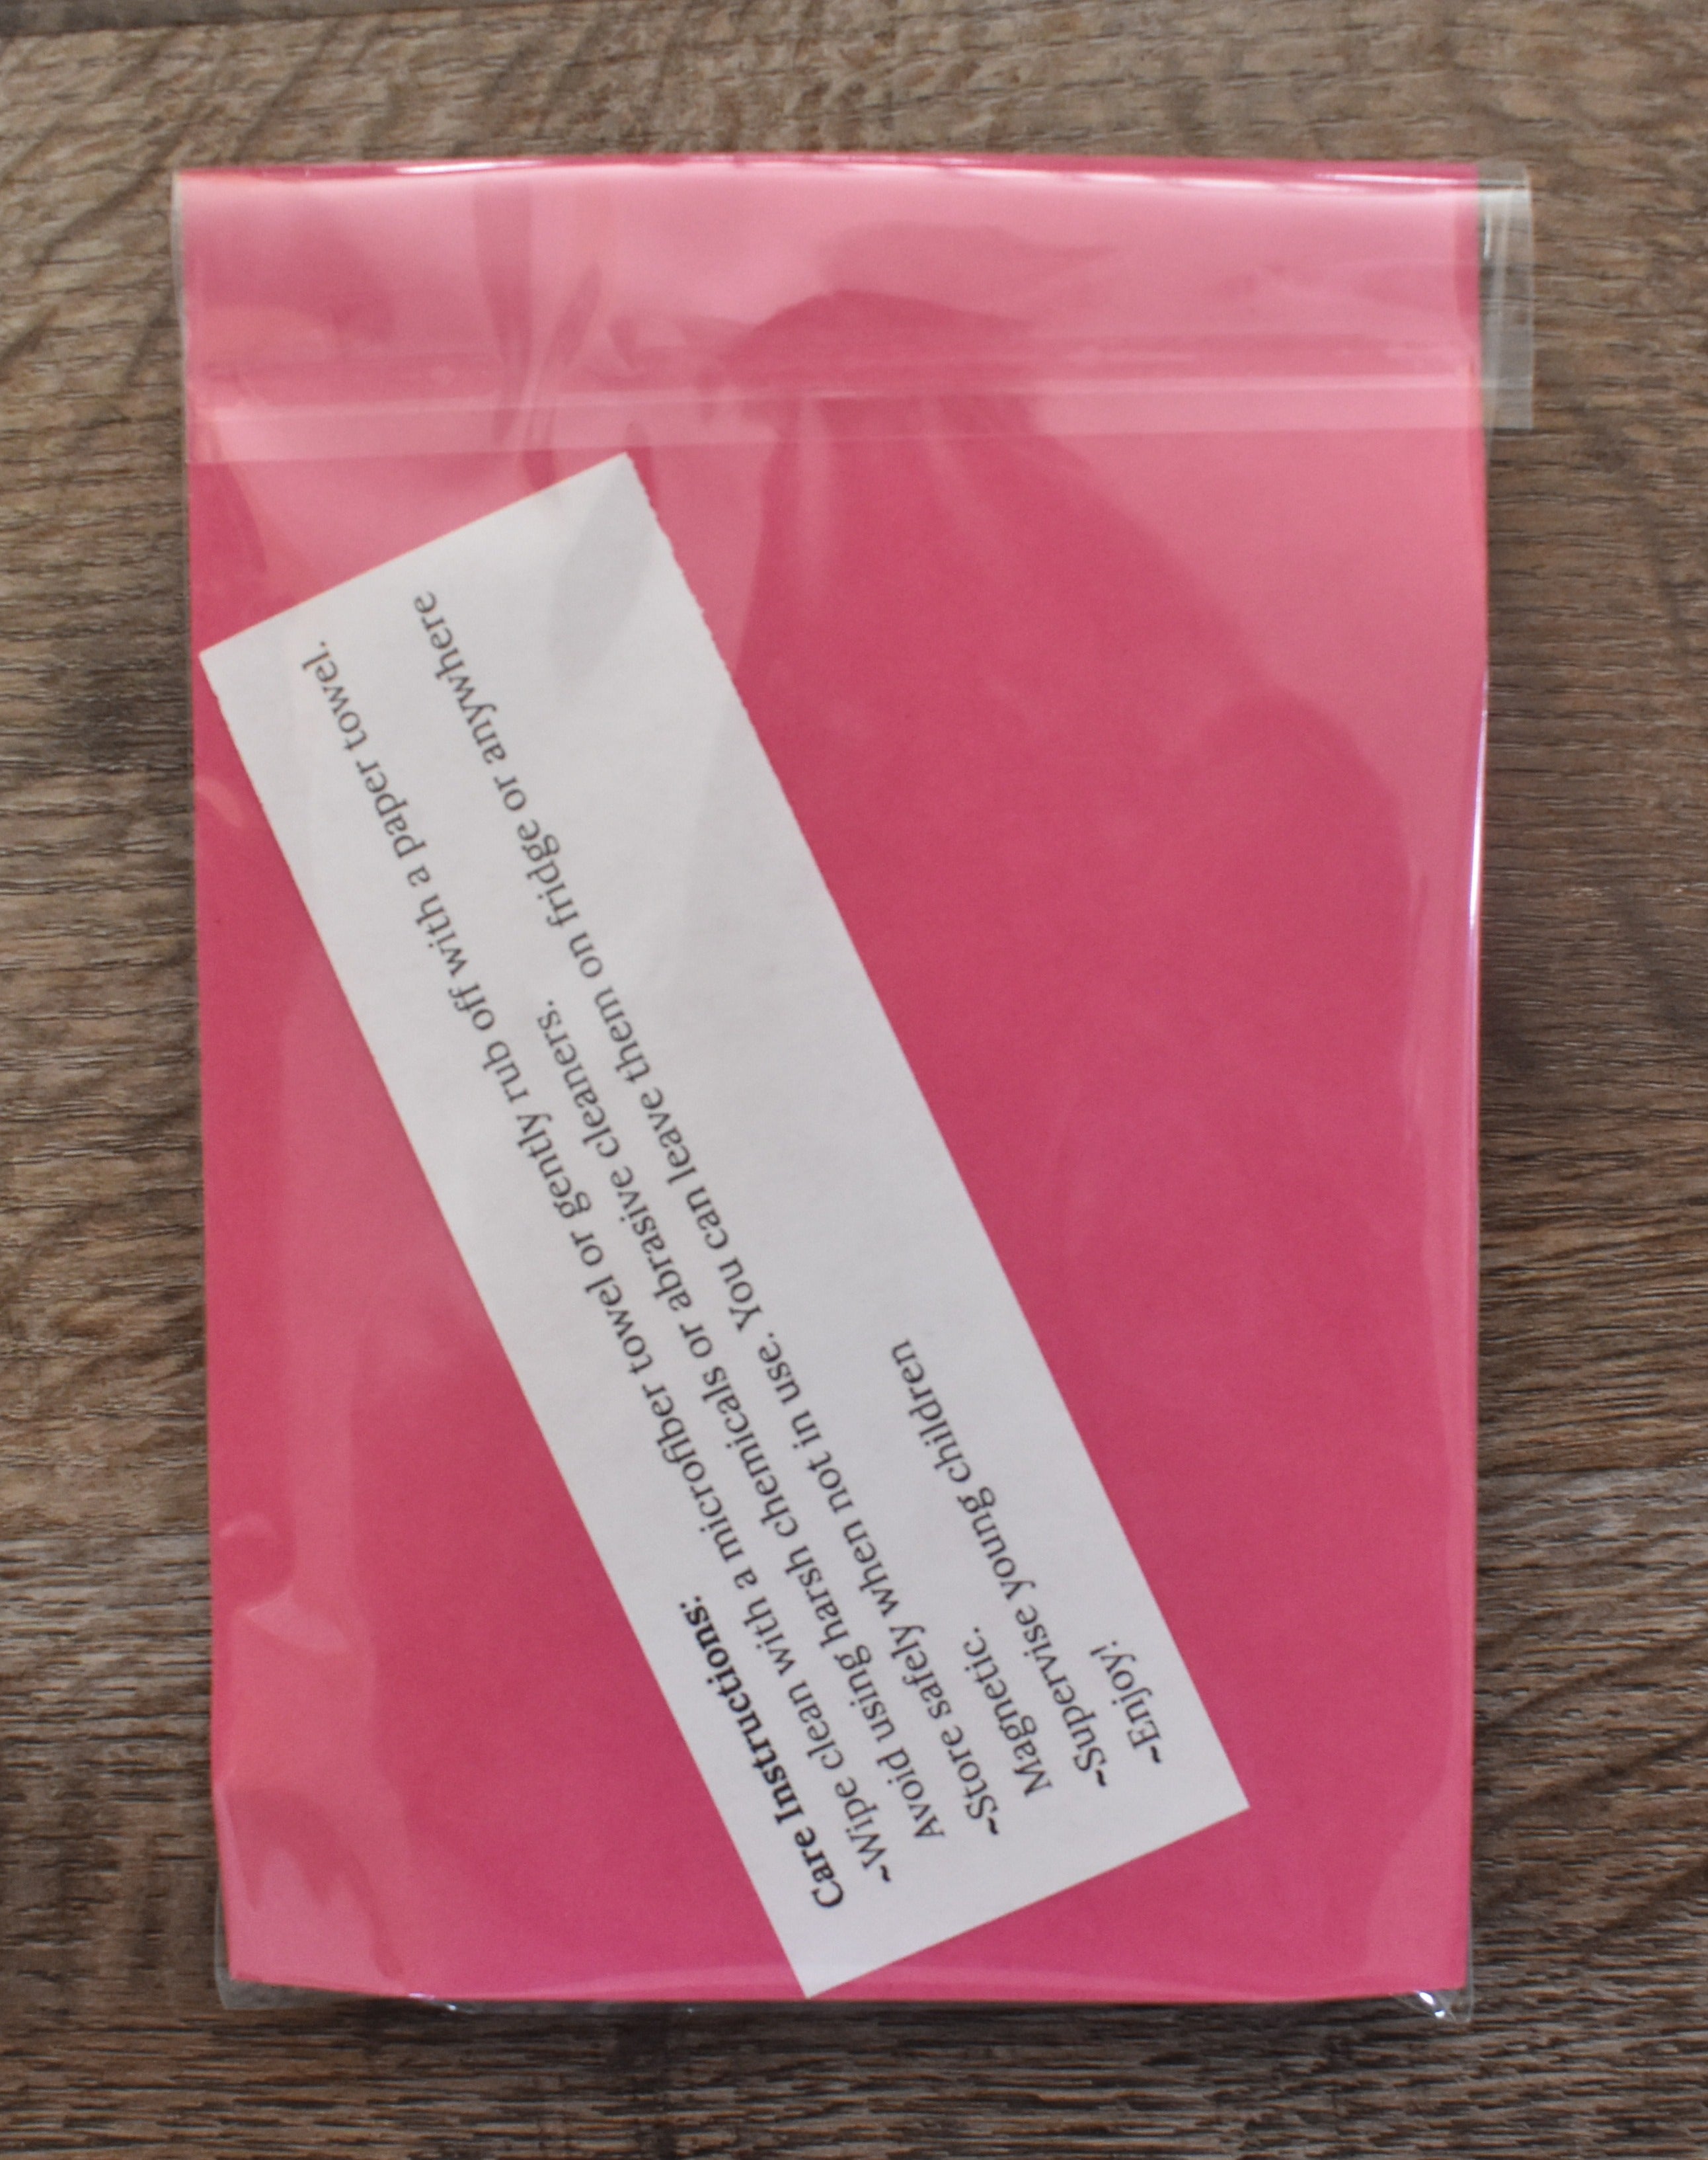 Care Instructions:
~Wipe clean with a microfiber towel or gently rub off with a paper towel.
Avoid using harsh chemicals or abrasive cleaners.
~Store safely when not in use. You can leave them on fridge or anywhere
Magnetic.
~Supervise young children
~Enjoy!